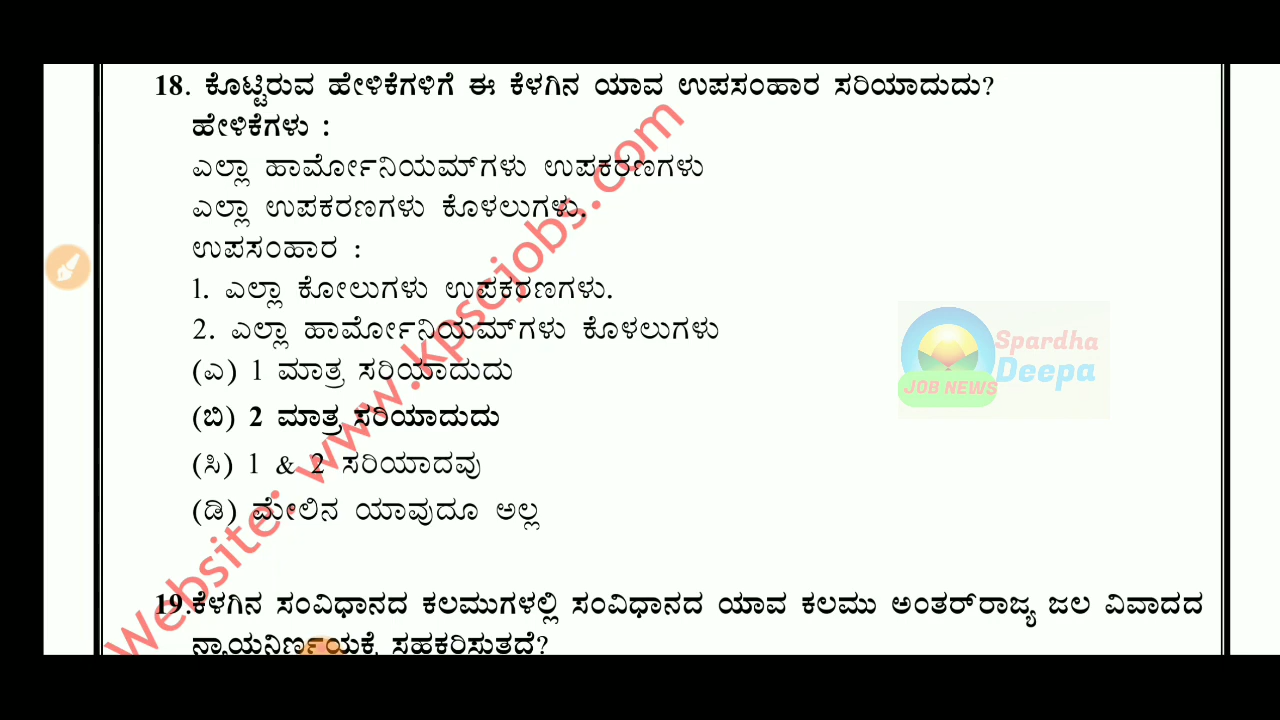 18. ಕೊಟ್ಟಿರುವ ಹೇಳಿಕೆಗಳಿಗೆ ಈ ಕೆಳಗಿನ ಯಾವ ಉಪಸಂಹಾರ ಸರಿಯಾದುದು?
ಹೇಳಿಕೆಗಳು :
ಎಲ್ಲಾ ಹಾರ್ಮೋನಿಯಮ್‌ಗಳು ಉಪಕರಣಗಳು
ಎಲ್ಲಾ ಉಪಕರಣಗಳು ಕೊಳಲುಗಳು.
ಉಪಸಂಹಾರ :
1. ಎಲ್ಲಾ ಕೋಲುಗಳು ಉಪಕರಣಗಳು.
2. ಎಲ್ಲಾ ಹಾರ್ಮೋನಿಯಮ್‌ಗಳು ಕೊಳಲುಗಳು
(ಎ) 1 ಮಾತ್ರ ಸರಿಯಾದುದು
(ಬಿ) 2 ಮಾತ್ರ ಸರಿಯಾದುದು
(ಸಿ) 1 & 2 ಸರಿಯಾದವು
(ಡಿ) ಮೇಲಿನ ಯಾವುದೂ ಅಲ್ಲ
19.ಕೆಳಗಿನ ಸಂವಿಧಾನದ ಕಲಮುಗಳಲ್ಲಿ ಸಂವಿಧಾನದ ಯಾವ ಕಲಮು ಅಂತರ್‌ರಾಜ್ಯ ಜಲ ವಿವಾದದ
ನ್ಯಾಯನಿರ್ಣಯಕ್ಕೆ ಸಹಕರಿಸುತ್ತದೆ?
Website: www.kpscjobs.com
Spardha
Deepa
JOB NEWS